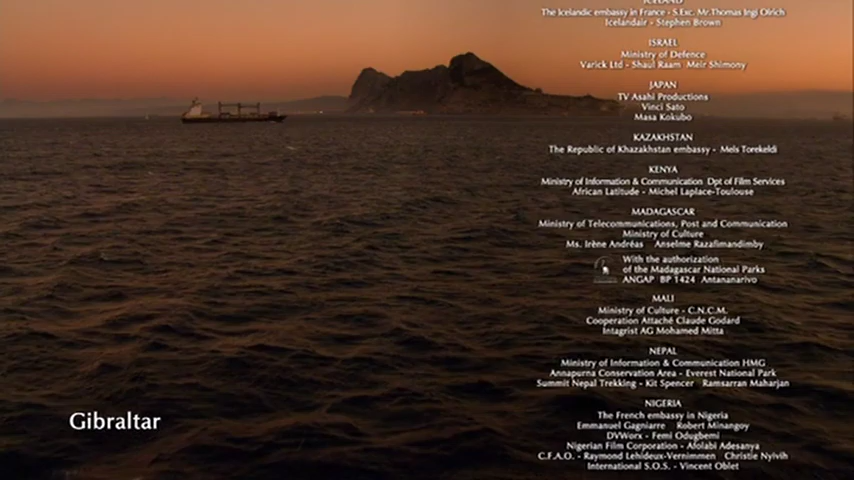 ICELAND
The Icelandic embassy in France - S.Exc. Mr.Thomas Ingi Olrich
Icelandair - Stephen Brown
ISRAEL
Ministry of Defence
Varick Ltd - Shaul Raam Meir Shimony
JAPAN
TV Asahi Productions
Vinci Sato
Masa Kokubo
KAZAKHSTAN
The Republic of Khazakhstan embassy - Mels Torekeldi
KENYA
Ministry of Information & Communication Dpt of Film Services
African Latitude - Michel Laplace-Toulouse
MADAGASCAR
Ministry of Telecommunications, Post and Communication
Ministry of Culture
Ms. Irène Andréas Anselme Razafimandimby
With the authorization
of the Madagascar National Parks
ANGAP BP 1424 Antananarivo
MALI
Ministry of Culture - C.N.C.M.
Cooperation Attaché Claude Godard
Intagrist AG Mohamed Mitta
NEPAL
Ministry of Information & Communication HMG
Annapurna Conservation Area - Everest National Park
Summit Nepal Trekking - Kit Spencer Ramsarran Maharjan
NIGERIA
The French embassy in Nigeria
Emmanuel Gagniarre Robert Minangoy
DVWorx - Femi Odugbemi
Nigerian Film Corporation - Afolabi Adesanya
C.F.A.O. - Raymond Lehideux-Vernimmen Christie Nylvih
International S.O.S. - Vincent Oblet
Gibraltar